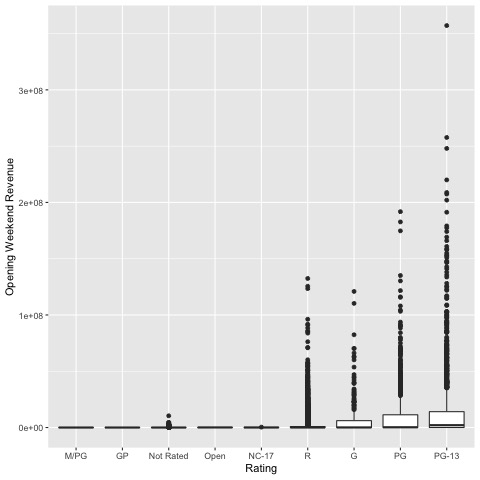 Opening Weekend Revenue
3e+08
2e+08
1e+08
0e+00
M/PG GP Not Rated Open NC-17 R G PG PG-13
Rating